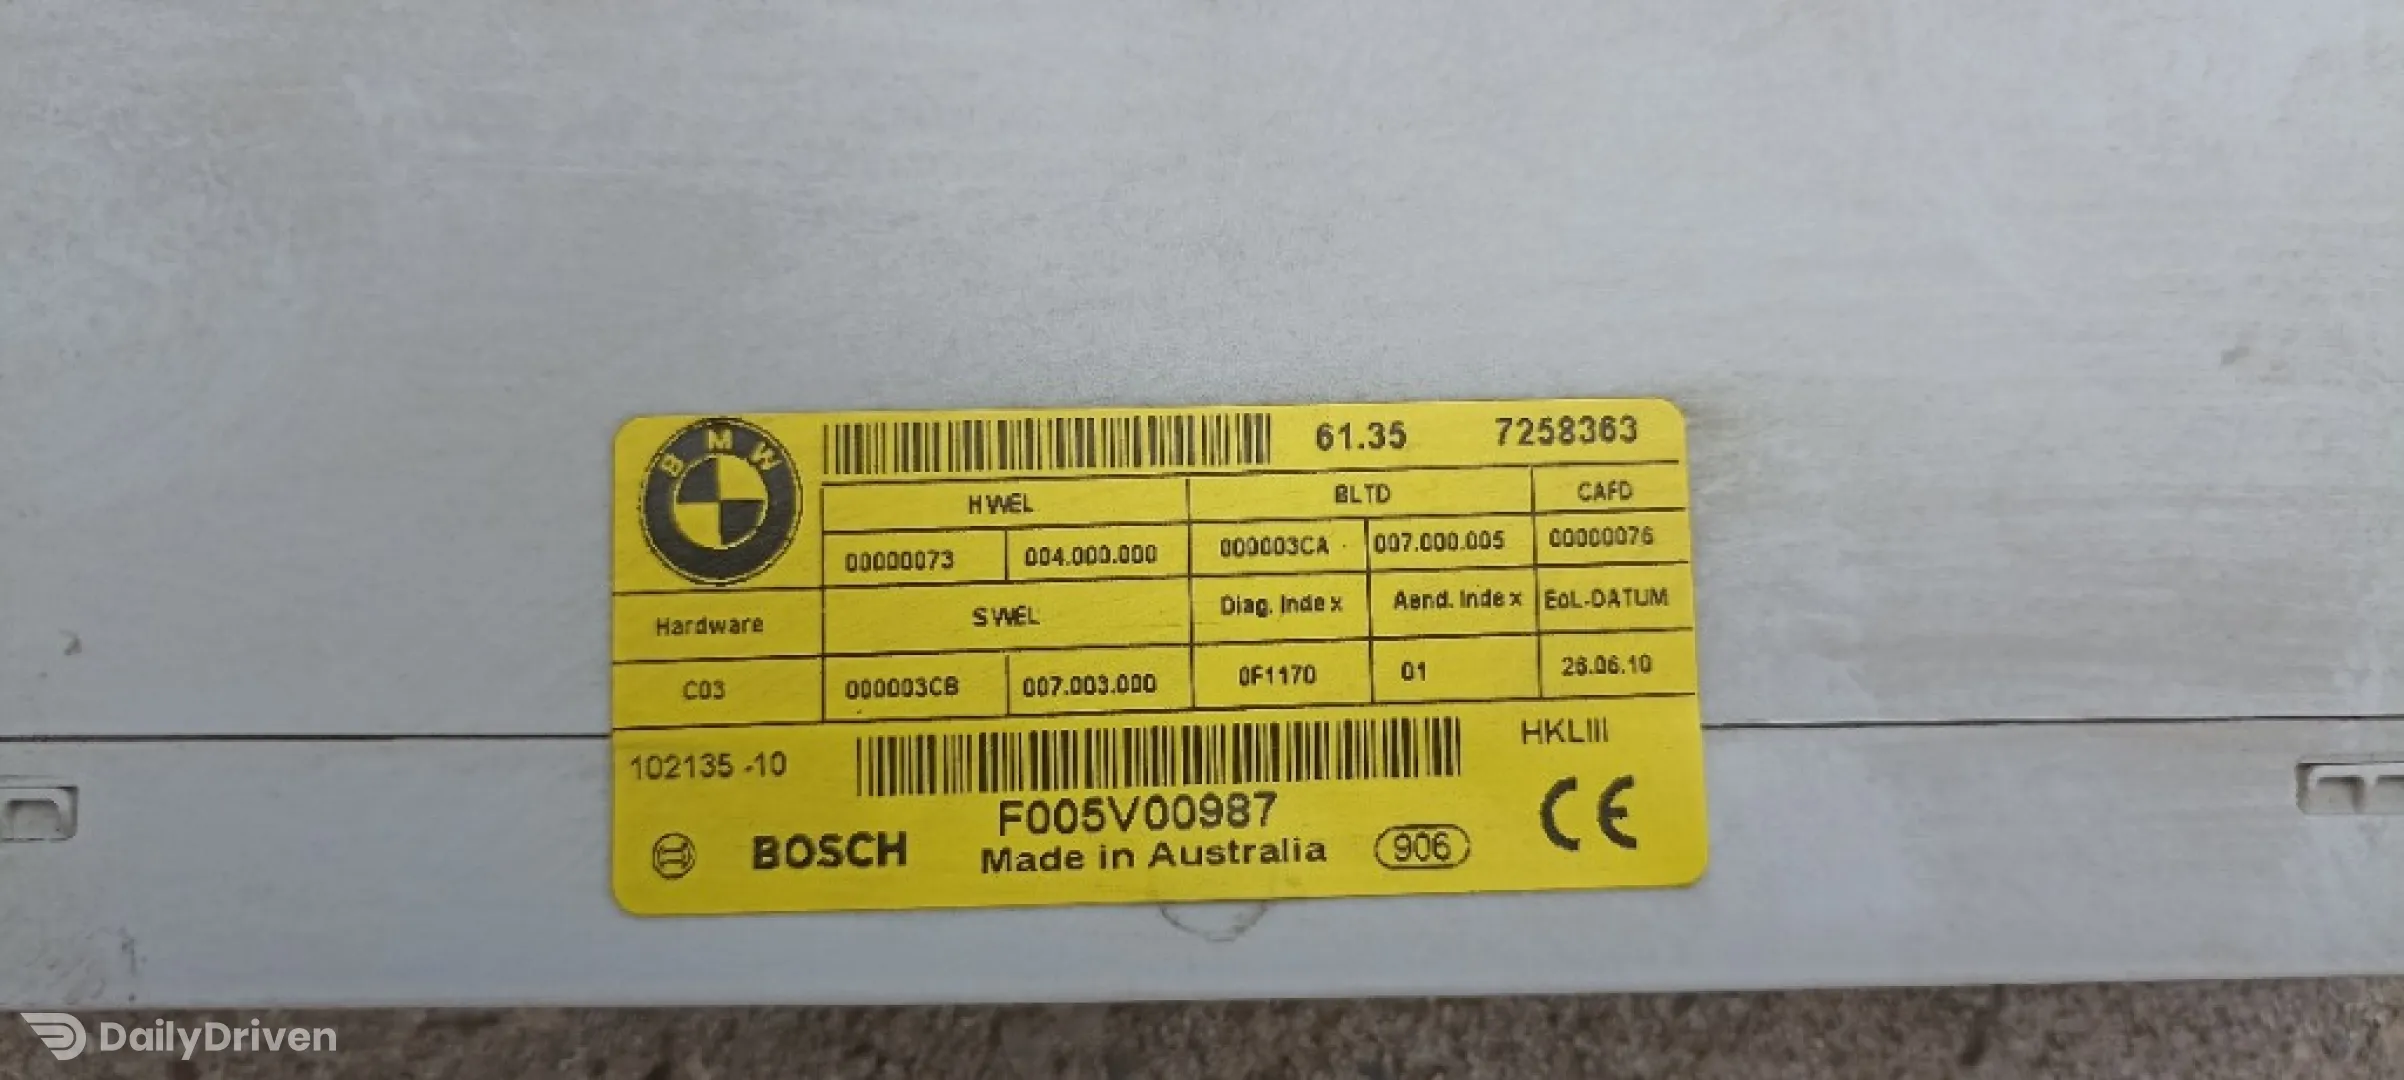 BMW
61.35 7258363
HWEL BLTD CAFD
00000073 004.000.000 000003CA 007.000.005 00000076
Hardware SWEL Diag. Index Aend. Index EoL-DATUM
C03 000003CB 007.003.000 0F1170 01 26.06.10
102135 -10 HKLIII
F005V00987
BOSCH Made in Australia 906 CE
DailyDriven